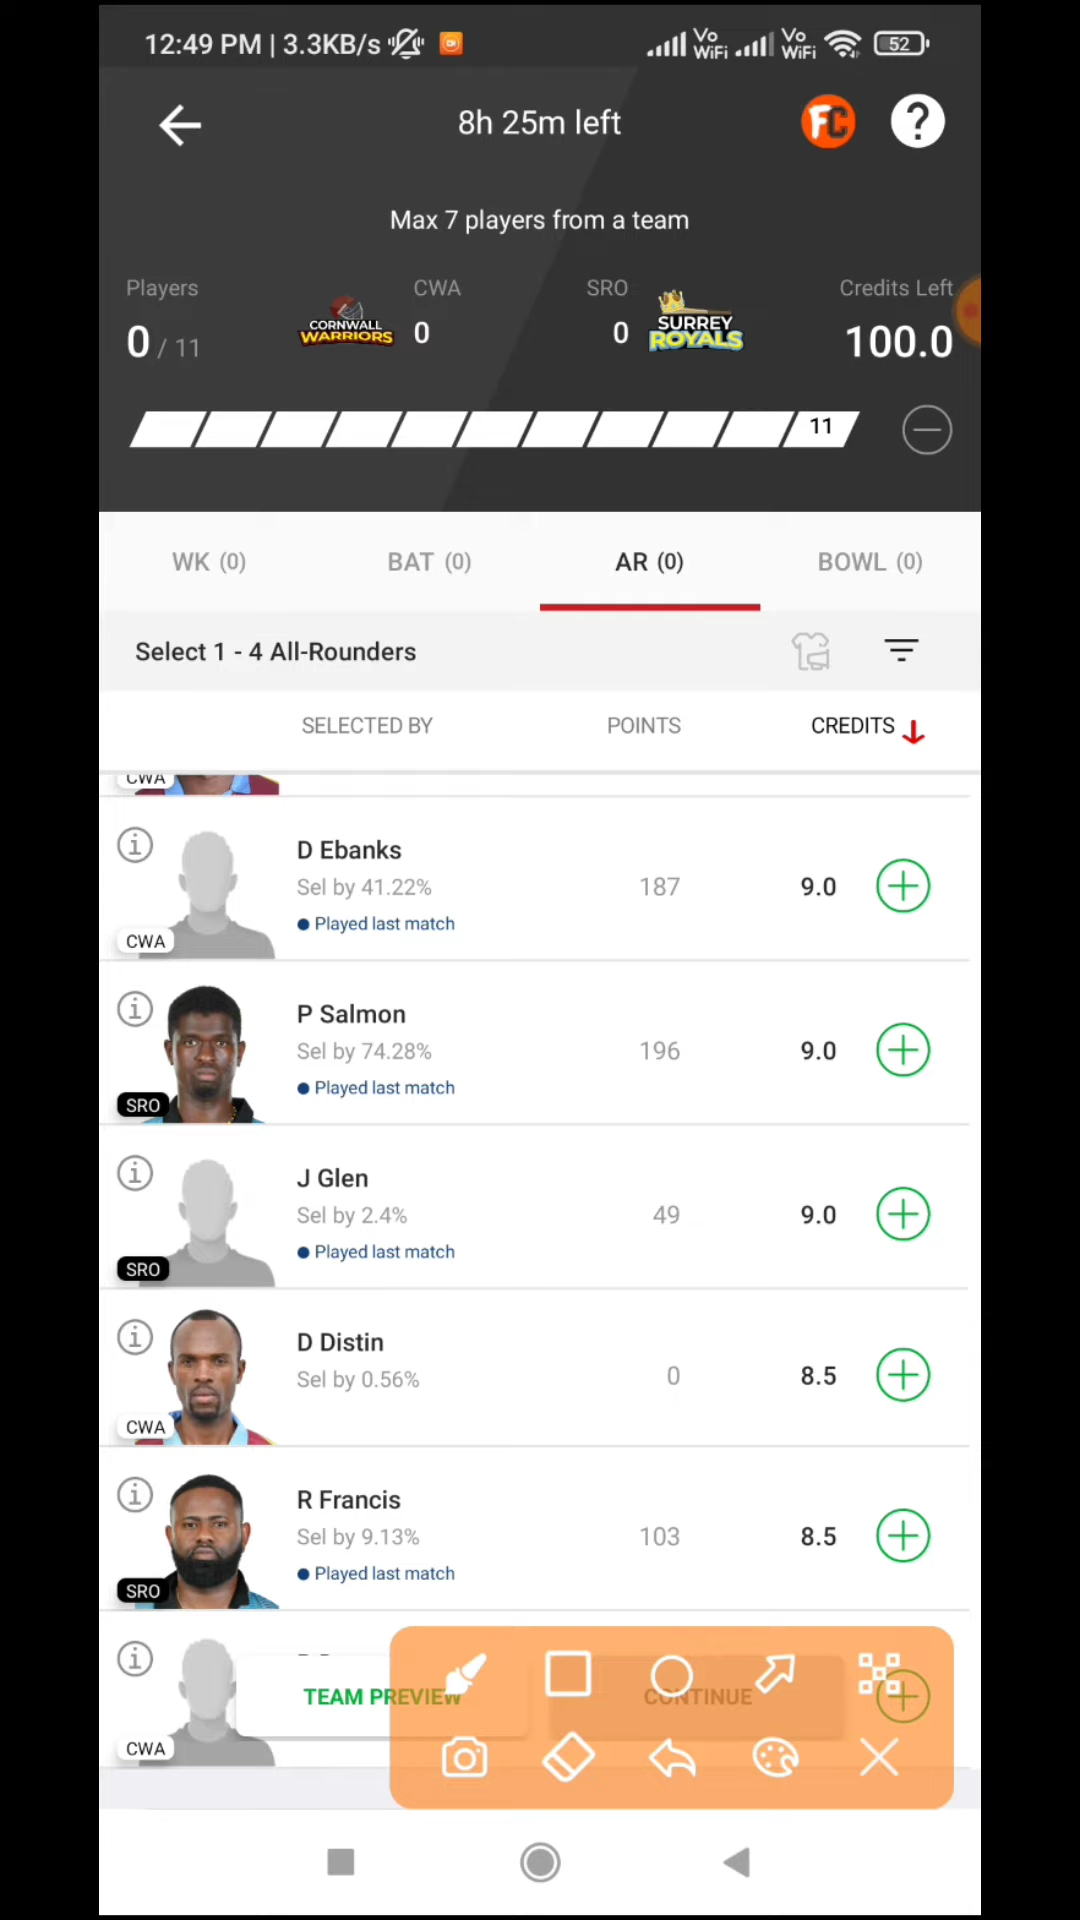 12:49 PM | 3.3KB/s
Vo WiFi Vo WiFi 52
8h 25m left
FC ?
Max 7 players from a team
Players CWA SRO Credits Left
0 / 11 CORNWALL WARRIORS 0 0 SURREY ROYALS 100.0
11
WK (0) BAT (0) AR (0) BOWL (0)
Select 1 - 4 All-Rounders
SELECTED BY POINTS CREDITS
CWA
D Ebanks
Sel by 41.22% 187 9.0
Played last match
CWA
P Salmon
Sel by 74.28% 196 9.0
Played last match
SRO
J Glen
Sel by 2.4% 49 9.0
Played last match
SRO
D Distin
Sel by 0.56% 0 8.5
CWA
R Francis
Sel by 9.13% 103 8.5
Played last match
SRO
TEAM PREVIEW CONTINUE
CWA